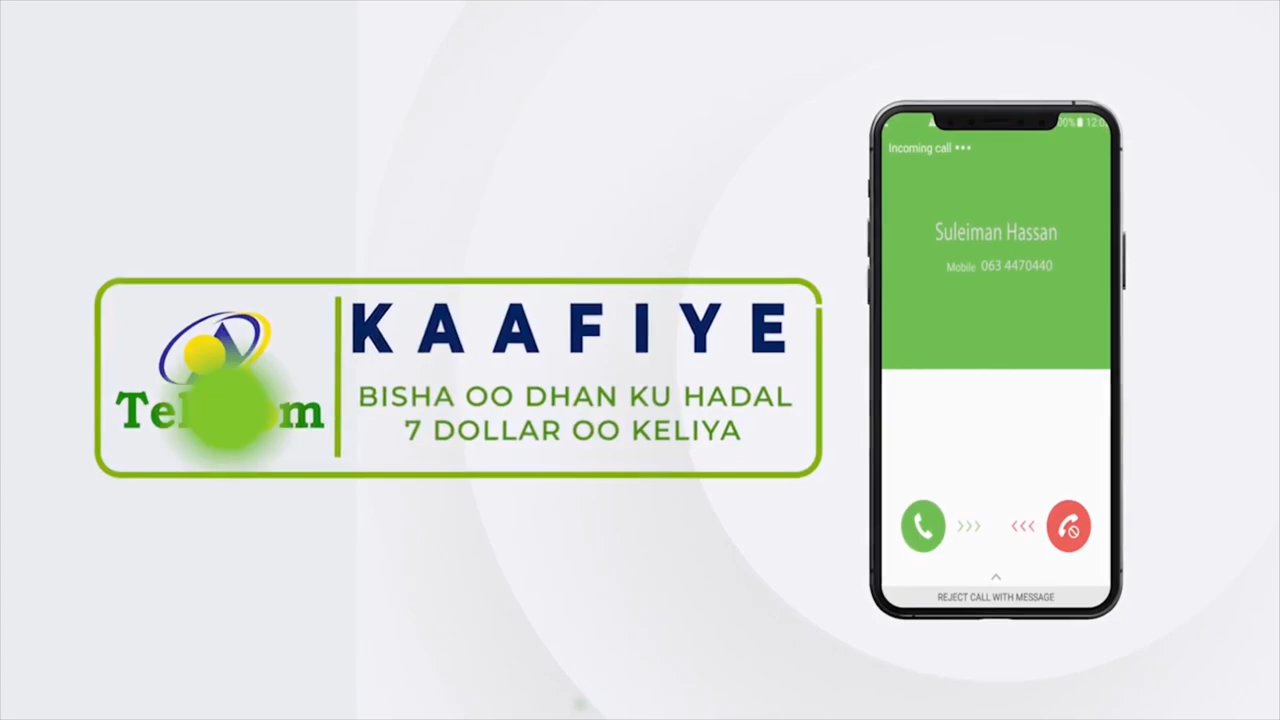 KAAFIYE
BISHA OO DHAN KU HADAL
7 DOLLAR OO KELIYA
Incoming call •••
Suleiman Hassan
Mobile 063 4470440
REJECT CALL WITH MESSAGE